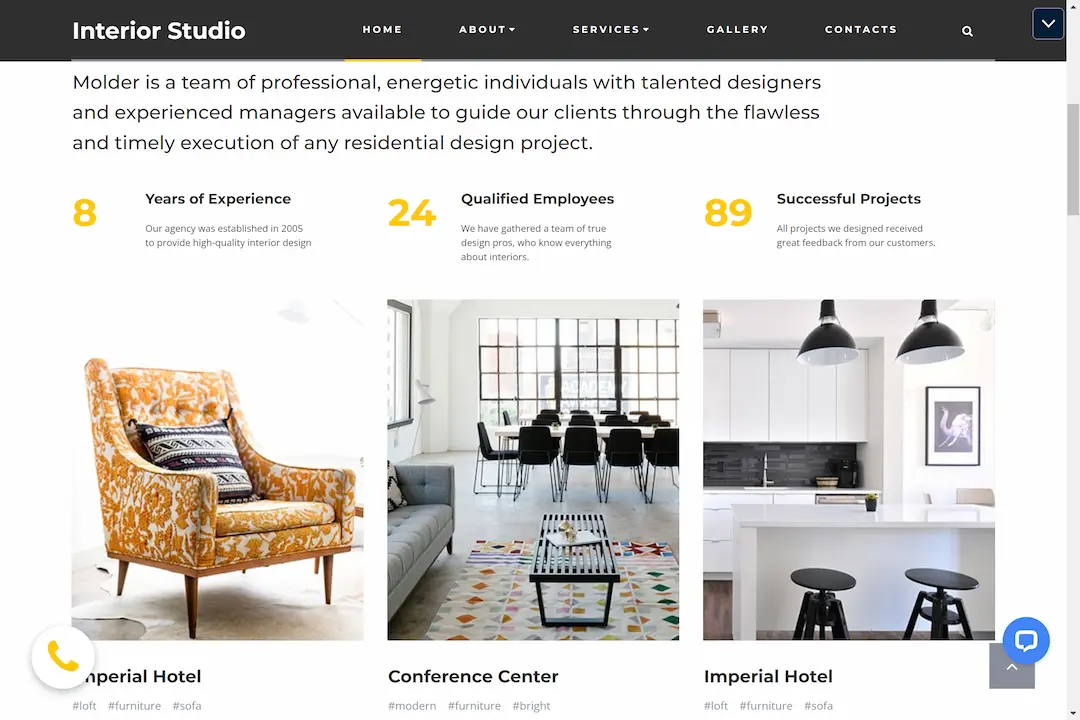 Interior Studio
HOME ABOUT SERVICES GALLERY CONTACTS
Molder is a team of professional, energetic individuals with talented designers
and experienced managers available to guide our clients through the flawless
and timely execution of any residential design project.
8
Years of Experience
Our agency was established in 2005
to provide high-quality interior design
24
Qualified Employees
We have gathered a team of true
design pros, who know everything
about interiors.
89
Successful Projects
All projects we designed received
great feedback from our customers.
ACADEMY
Imperial Hotel
#loft #furniture #sofa
Conference Center
#modern #furniture #bright
Imperial Hotel
#loft #furniture #sofa